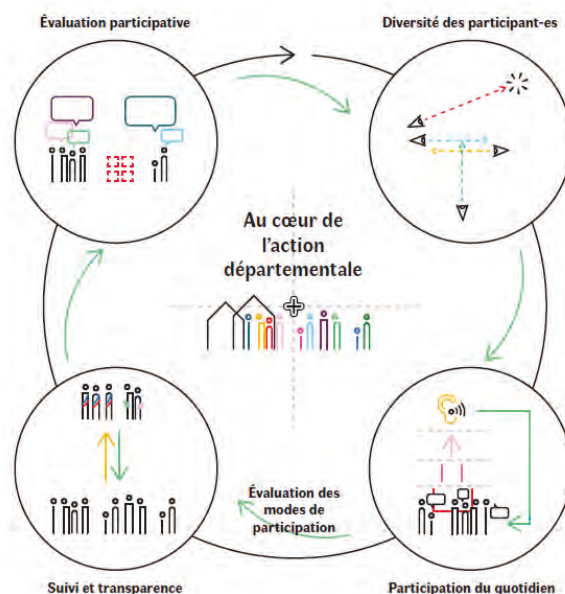 Évaluation participative
Diversité des participant-es
Au cœur de
l'action
départementale
Évaluation des
modes de
participation
Suivi et transparence
Participation du quotidien